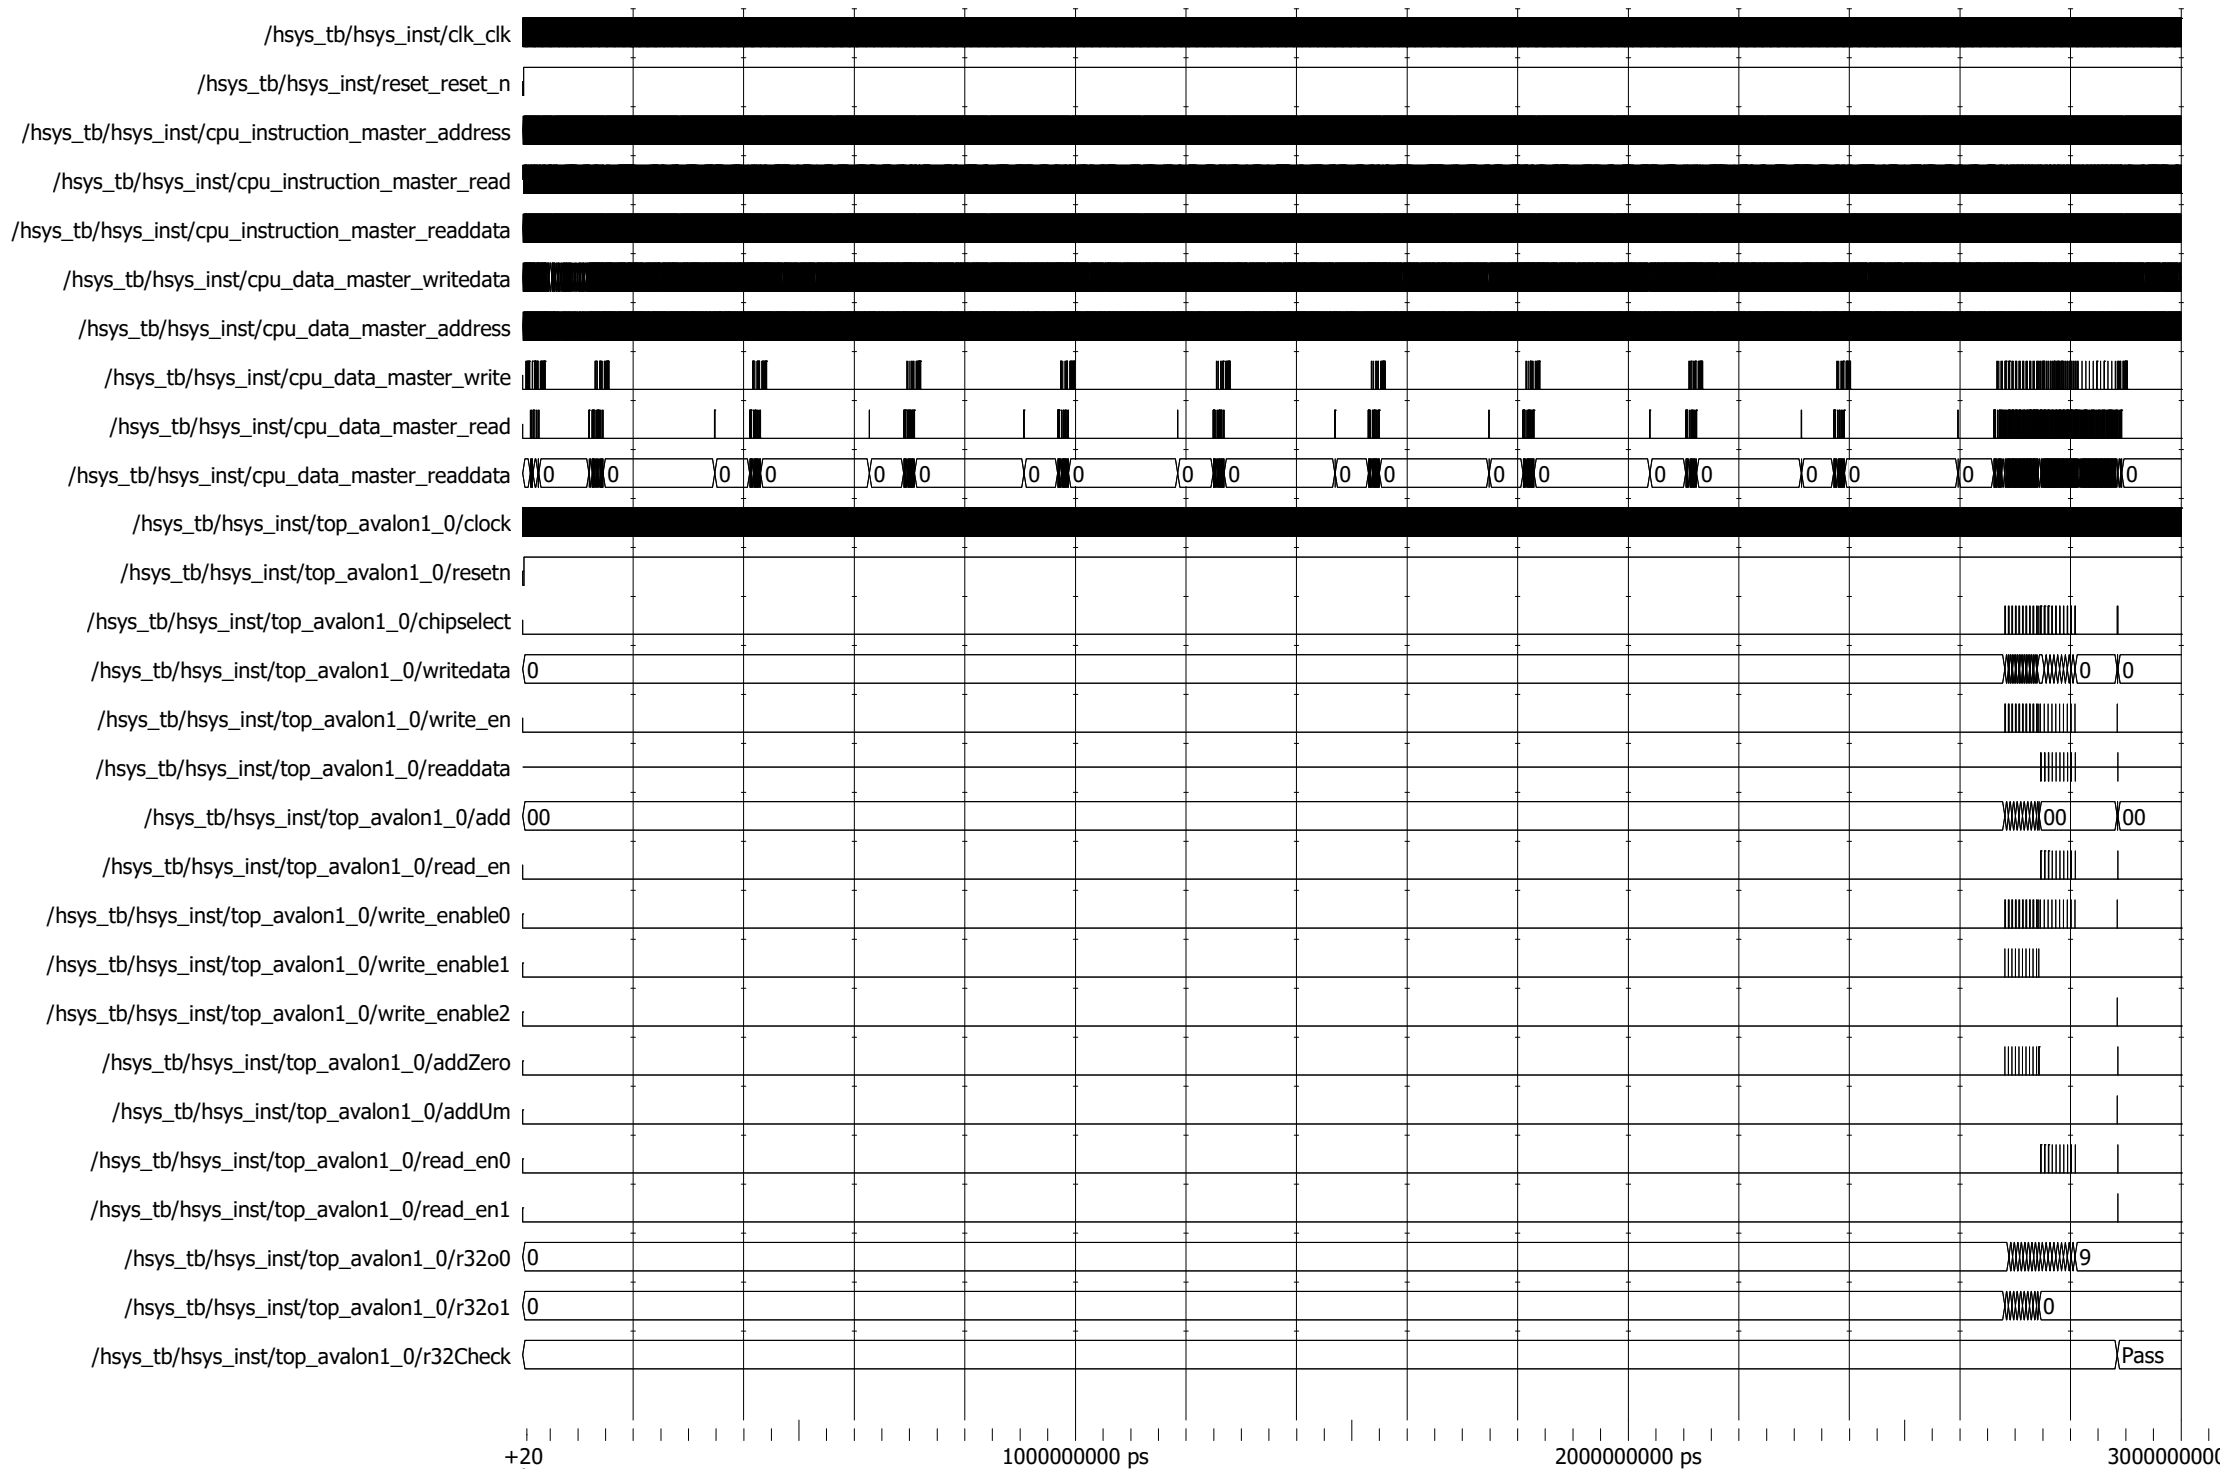 /hsys_tb/hsys_inst/clk_clk
/hsys_tb/hsys_inst/reset_reset_n
/hsys_tb/hsys_inst/cpu_instruction_master_address
/hsys_tb/hsys_inst/cpu_instruction_master_read
/hsys_tb/hsys_inst/cpu_instruction_master_readdata
/hsys_tb/hsys_inst/cpu_data_master_writedata
/hsys_tb/hsys_inst/cpu_data_master_address
/hsys_tb/hsys_inst/cpu_data_master_write
/hsys_tb/hsys_inst/cpu_data_master_read
/hsys_tb/hsys_inst/cpu_data_master_readdata 0 0 0 0 0 0 0 0 0 0 0 0 0 0 0 0 0 0 0 0
/hsys_tb/hsys_inst/top_avalon1_0/clock
/hsys_tb/hsys_inst/top_avalon1_0/resetn
/hsys_tb/hsys_inst/top_avalon1_0/chipselect
/hsys_tb/hsys_inst/top_avalon1_0/writedata 0 0 0
/hsys_tb/hsys_inst/top_avalon1_0/write_en
/hsys_tb/hsys_inst/top_avalon1_0/readdata
/hsys_tb/hsys_inst/top_avalon1_0/add 00 00 00
/hsys_tb/hsys_inst/top_avalon1_0/read_en
/hsys_tb/hsys_inst/top_avalon1_0/write_enable0
/hsys_tb/hsys_inst/top_avalon1_0/write_enable1
/hsys_tb/hsys_inst/top_avalon1_0/write_enable2
/hsys_tb/hsys_inst/top_avalon1_0/addZero
/hsys_tb/hsys_inst/top_avalon1_0/addUm
/hsys_tb/hsys_inst/top_avalon1_0/read_en0
/hsys_tb/hsys_inst/top_avalon1_0/read_en1
/hsys_tb/hsys_inst/top_avalon1_0/r32o0 0 9
/hsys_tb/hsys_inst/top_avalon1_0/r32o1 0 0
/hsys_tb/hsys_inst/top_avalon1_0/r32Check Pass
+20 1000000000 ps 2000000000 ps 3000000000